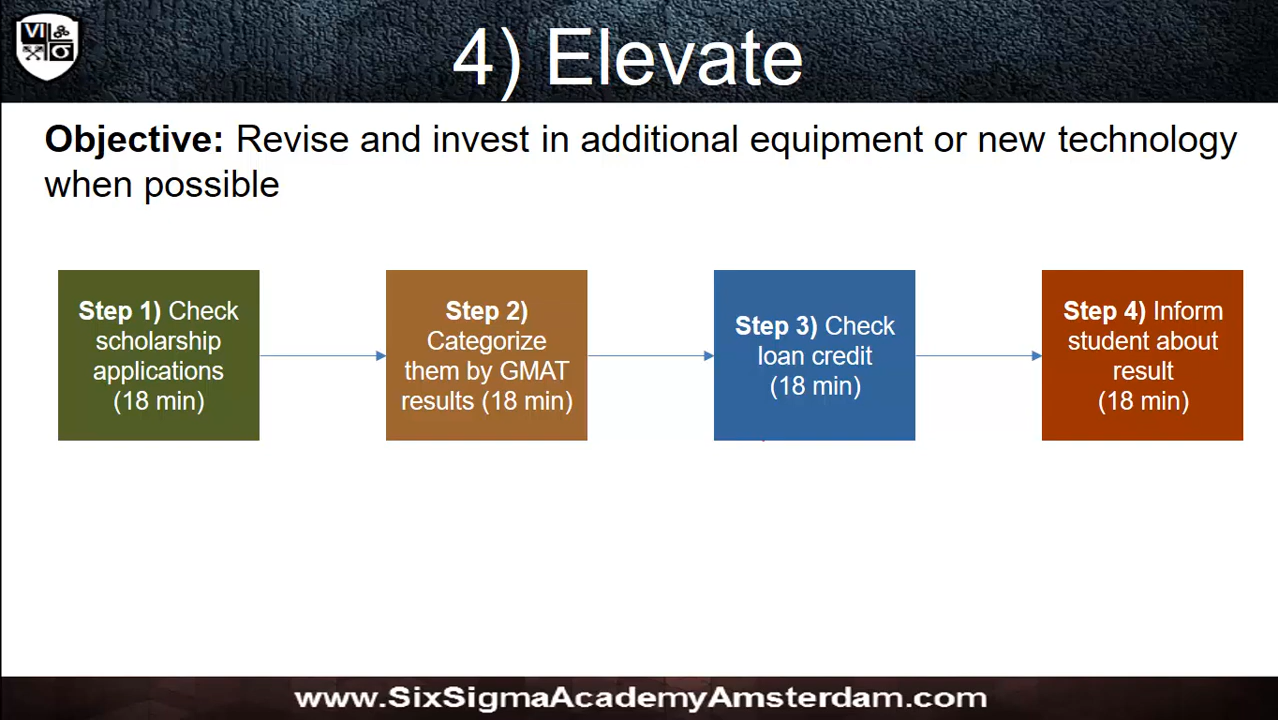 VI
4) Elevate
Objective: Revise and invest in additional equipment or new technology
when possible
Step 1) Check
scholarship
applications
(18 min)
Step 2)
Categorize
them by GMAT
results (18 min)
Step 3) Check
loan credit
(18 min)
Step 4) Inform
student about
result
(18 min)
www.SixSigmaAcademyAmsterdam.com